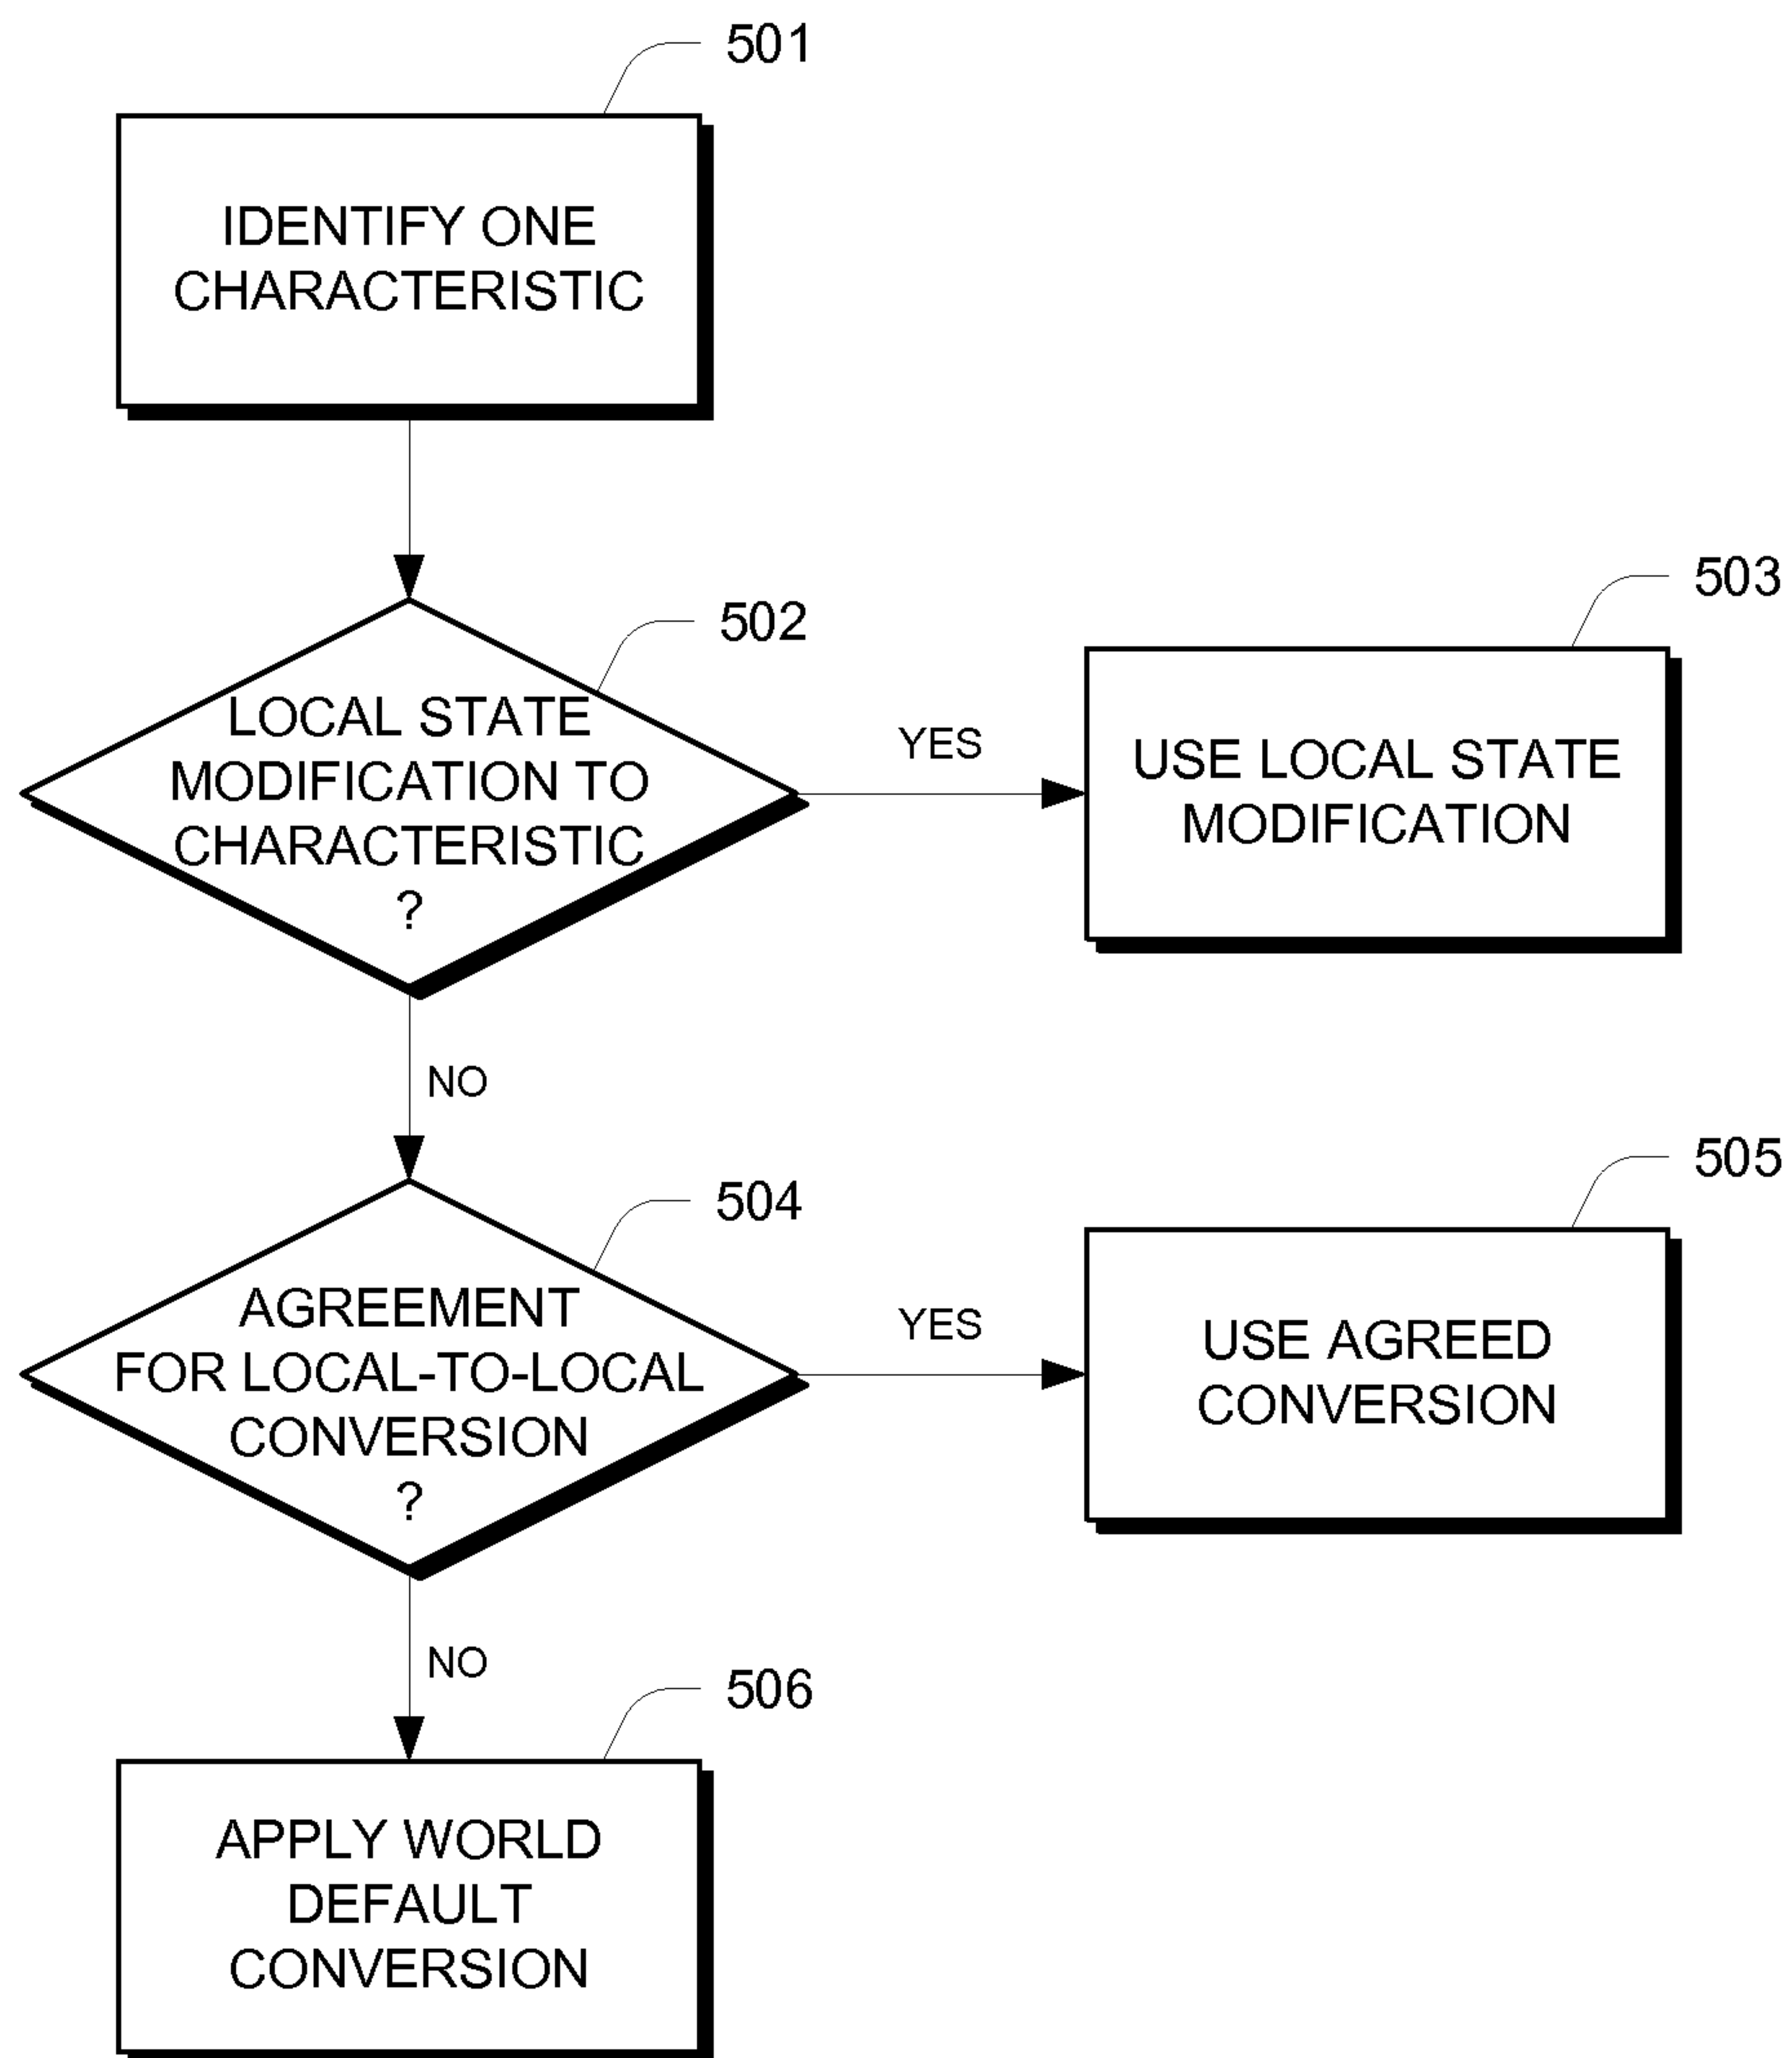 501
IDENTIFY ONE
CHARACTERISTIC
502
LOCAL STATE
MODIFICATION TO
CHARACTERISTIC
?
YES
503
USE LOCAL STATE
MODIFICATION
NO
504
AGREEMENT
FOR LOCAL-TO-LOCAL
CONVERSION
?
YES
505
USE AGREED
CONVERSION
NO
506
APPLY WORLD
DEFAULT
CONVERSION